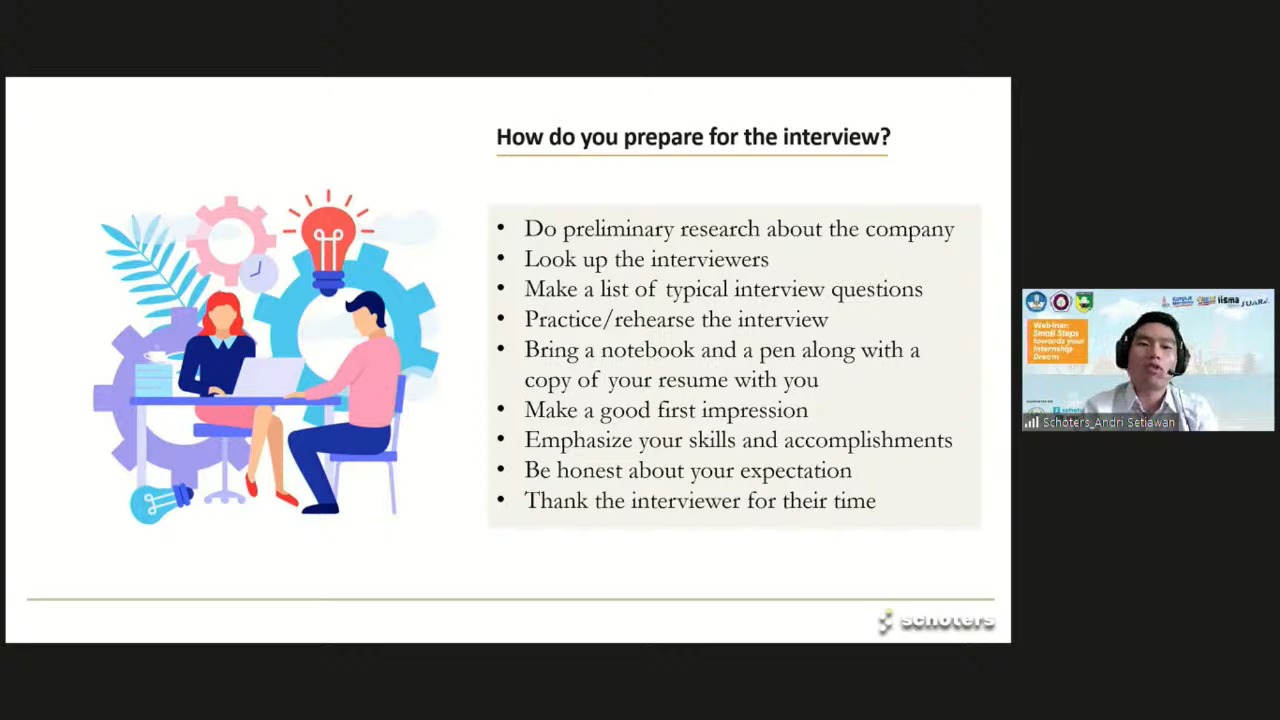 How do you prepare for the interview?
• Do preliminary research about the company
• Look up the interviewers
• Make a list of typical interview questions
• Practice/rehearse the interview
• Bring a notebook and a pen along with a
copy of your resume with you
• Make a good first impression
• Emphasize your skills and accomplishments
• Be honest about your expectation
• Thank the interviewer for their time
schoters
iisma
JUARA
Webinar:
Small Steps
towards your
Internship
Dream
Schoters_Andri Setiawan